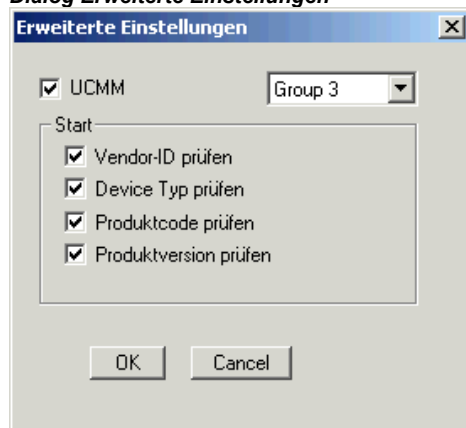 Dialog Erweiterte Einstellungen
Erweiterte Einstellungen
UCMM Group 3
Start
Vendor-ID prüfen
Device Typ prüfen
Produktcode prüfen
Produktversion prüfen
OK Cancel